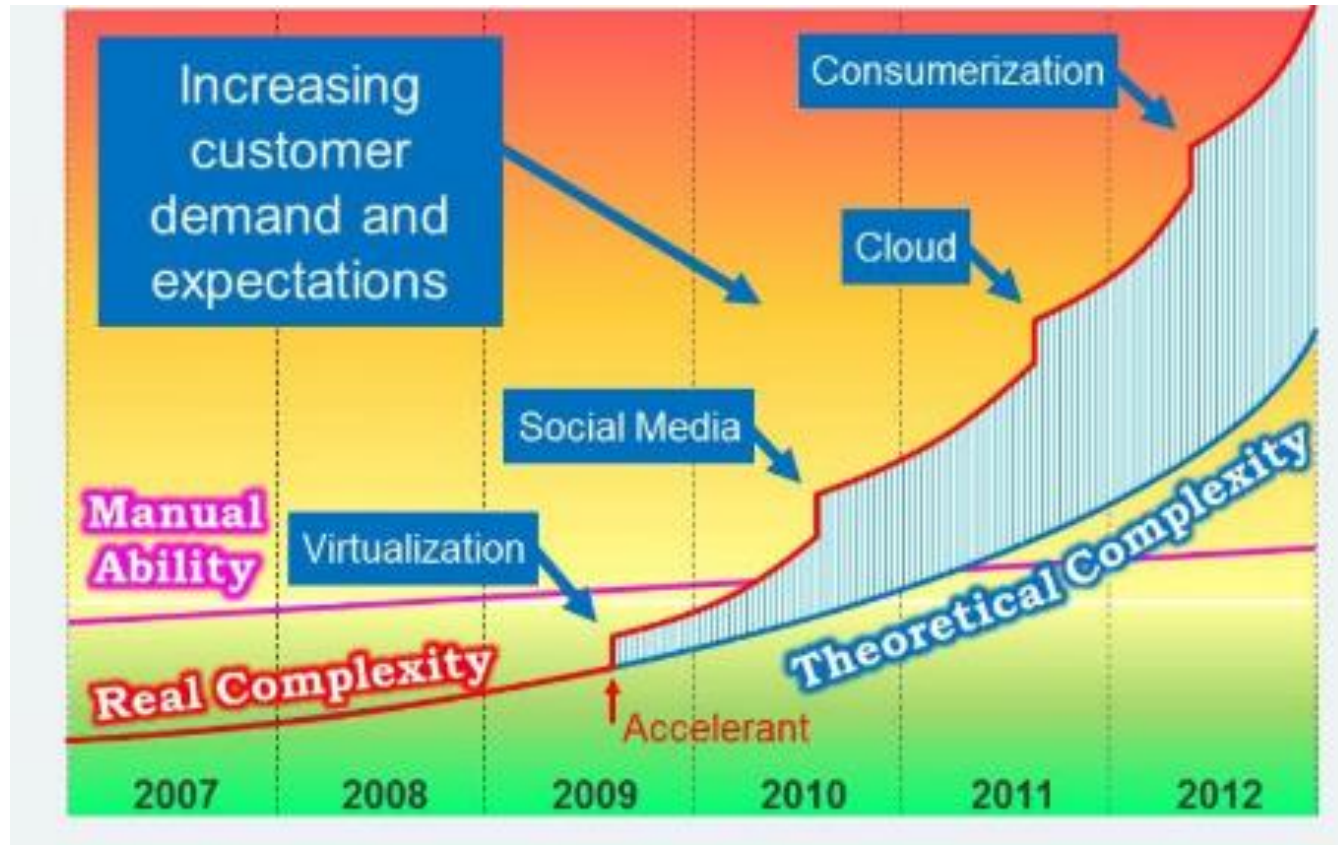 Increasing
customer
demand and
expectations
Consumerization
Cloud
Social Media
Virtualization
Manual
Ability
Real Complexity
Theoretical Complexity
Accelerant
2007 2008 2009 2010 2011 2012